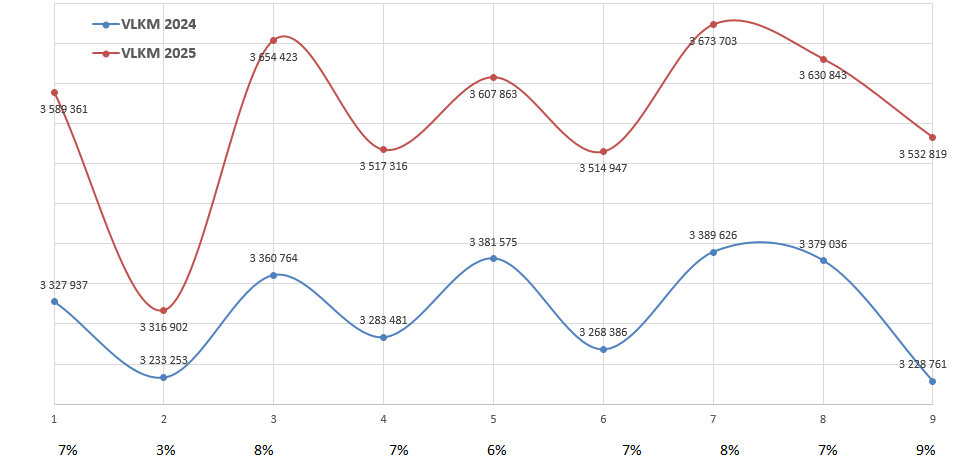 VLKM 2024
VLKM 2025
3 673 703
3 654 423
3 630 843
3 607 863
3 589 361
3 532 819
3 517 316
3 514 947
3 389 626
3 381 575
3 379 036
3 360 764
3 327 937
3 316 902
3 283 481
3 268 386
3 233 253
3 228 761
1 2 3 4 5 6 7 8 9
7% 3% 8% 7% 6% 7% 8% 7% 9%